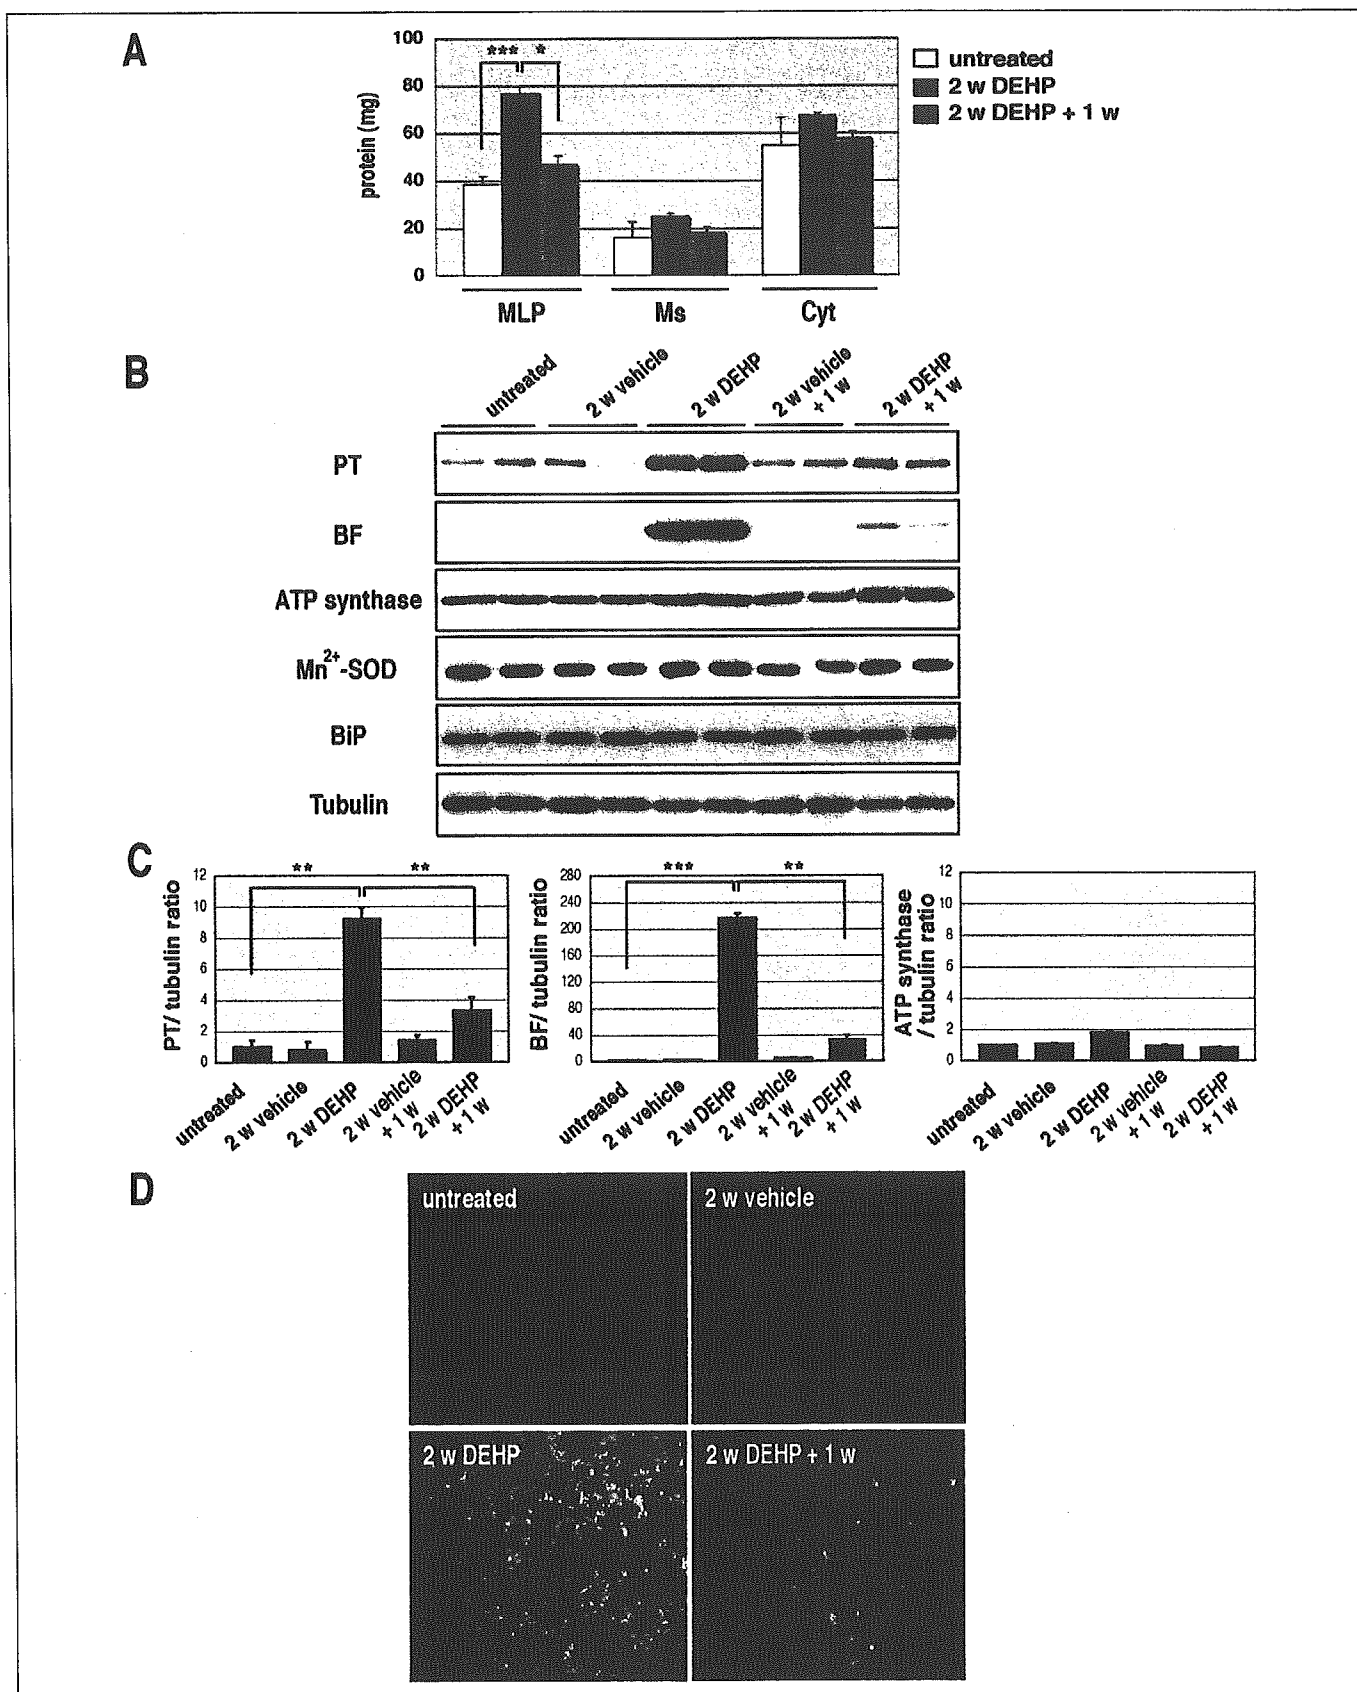 A
100
80
60
40
20
0
protein (mg)
*** *
untreated
2 w DEHP
2 w DEHP + 1 w
MLP Ms Cyt
B
untreated
2 w vehicle
2 w DEHP
2 w vehicle
+ 1 w
2 w DEHP
+ 1 w
PT
BF
ATP synthase
Mn2+-SOD
BiP
Tubulin
C
PT/ tubulin ratio
12
10
8
6
4
2
0
** **
untreated
2 w vehicle
2 w DEHP
2 w vehicle
+ 1 w
2 w DEHP
+ 1 w
BF/ tubulin ratio
280
240
200
160
120
80
40
0
*** **
untreated
2 w vehicle
2 w DEHP
2 w vehicle
+ 1 w
2 w DEHP
+ 1 w
ATP synthase
/ tubulin ratio
12
10
8
6
4
2
0
untreated
2 w vehicle
2 w DEHP
2 w vehicle
+ 1 w
2 w DEHP
+ 1 w
D
untreated
2 w vehicle
2 w DEHP
2 w DEHP + 1 w